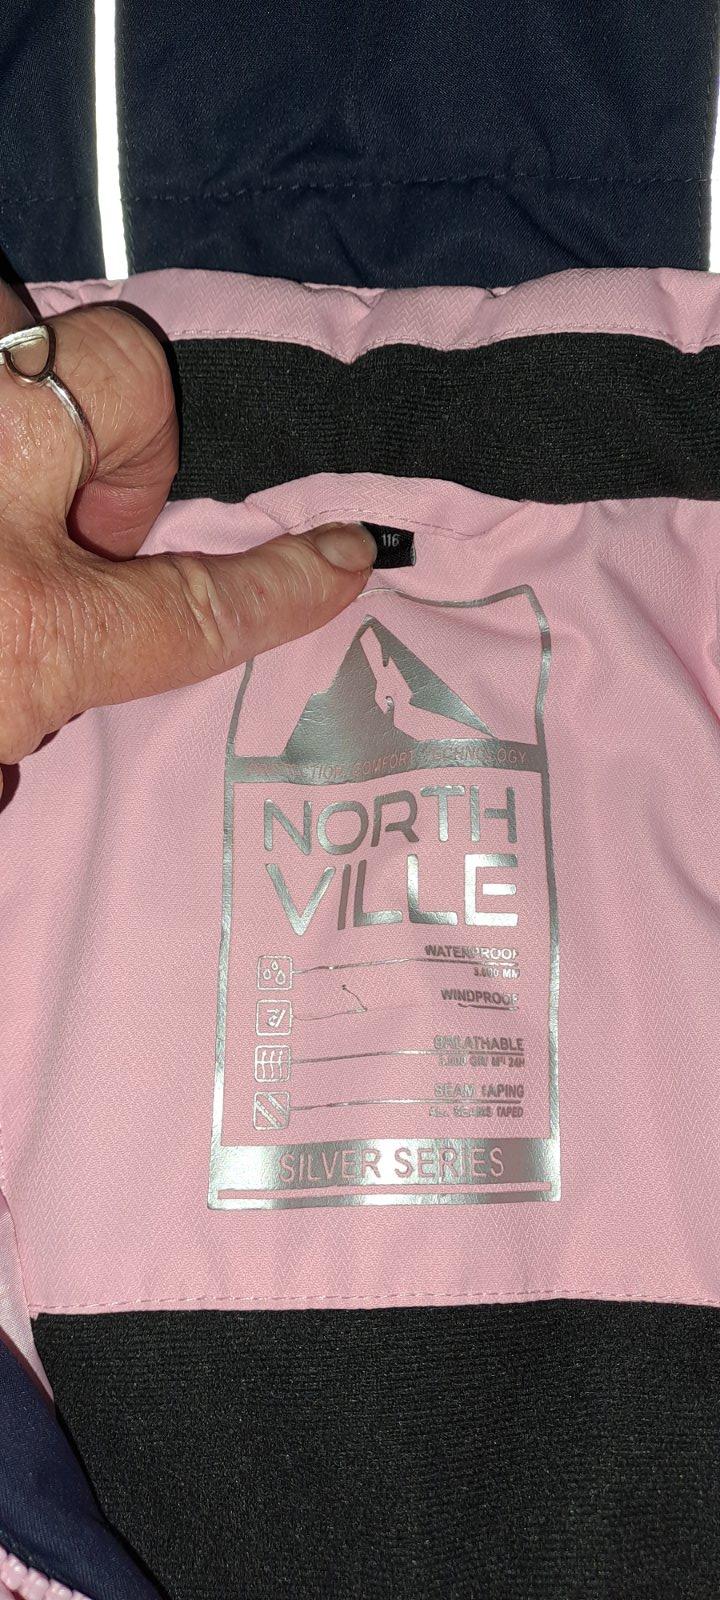 116
COMFORT TECHNOLOGY
NORTH
VILLE
WATERPROOF
WINDPROOF
BREATHABLE
SEAM TAPING
ALL SEAMS TAPED
SILVER SERIES